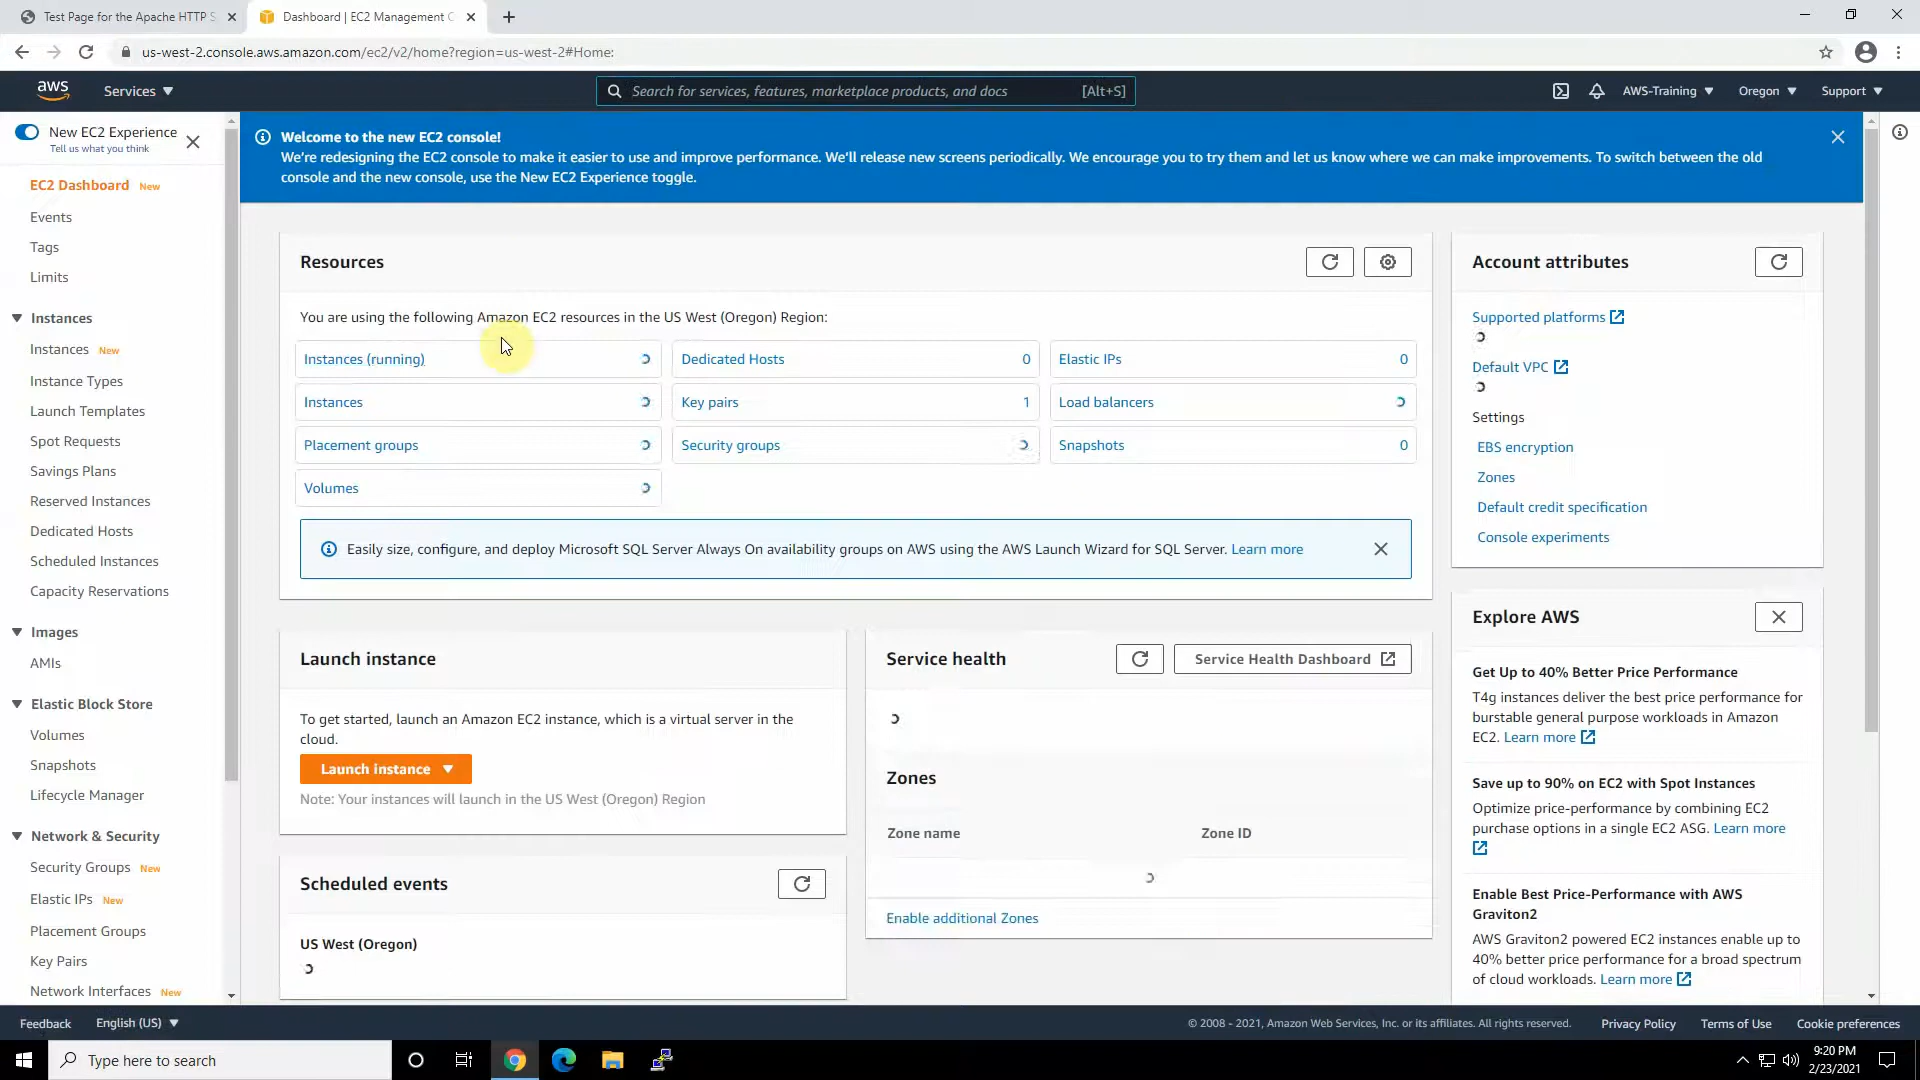 Test Page for the Apache HTTP S
Dashboard | EC2 Management C
us-west-2.console.aws.amazon.com/ec2/v2/home?region=us-west-2#Home:
aws
Services
Search for services, features, marketplace products, and docs
[Alt+S]
AWS-Training
Oregon
Support
New EC2 Experience
Tell us what you think
EC2 Dashboard New
Events
Tags
Limits
Instances
Instances New
Instance Types
Launch Templates
Spot Requests
Savings Plans
Reserved Instances
Dedicated Hosts
Scheduled Instances
Capacity Reservations
Images
AMIs
Elastic Block Store
Volumes
Snapshots
Lifecycle Manager
Network & Security
Security Groups New
Elastic IPs New
Placement Groups
Key Pairs
Network Interfaces New
Welcome to the new EC2 console!
We're redesigning the EC2 console to make it easier to use and improve performance. We'll release new screens periodically. We encourage you to try them and let us know where we can make improvements. To switch between the old
console and the new console, use the New EC2 Experience toggle.
Resources
You are using the following Amazon EC2 resources in the US West (Oregon) Region:
Instances (running)
Dedicated Hosts 0
Elastic IPs 0
Instances
Key pairs 1
Load balancers
Placement groups
Security groups
Snapshots 0
Volumes
Easily size, configure, and deploy Microsoft SQL Server Always On availability groups on AWS using the AWS Launch Wizard for SQL Server. Learn more
Launch instance
To get started, launch an Amazon EC2 instance, which is a virtual server in the
cloud.
Launch instance
Note: Your instances will launch in the US West (Oregon) Region
Scheduled events
US West (Oregon)
Service health
Service Health Dashboard
Zones
Zone name
Zone ID
Enable additional Zones
Account attributes
Supported platforms
Default VPC
Settings
EBS encryption
Zones
Default credit specification
Console experiments
Explore AWS
Get Up to 40% Better Price Performance
T4g instances deliver the best price performance for
burstable general purpose workloads in Amazon
EC2. Learn more
Save up to 90% on EC2 with Spot Instances
Optimize price-performance by combining EC2
purchase options in a single EC2 ASG. Learn more
Enable Best Price-Performance with AWS
Graviton2
AWS Graviton2 powered EC2 instances enable up to
40% better price performance for a broad spectrum
of cloud workloads. Learn more
Feedback
English (US)
© 2008 - 2021, Amazon Web Services, Inc. or its affiliates. All rights reserved.
Privacy Policy
Terms of Use
Cookie preferences
Type here to search
9:20 PM
2/23/2021